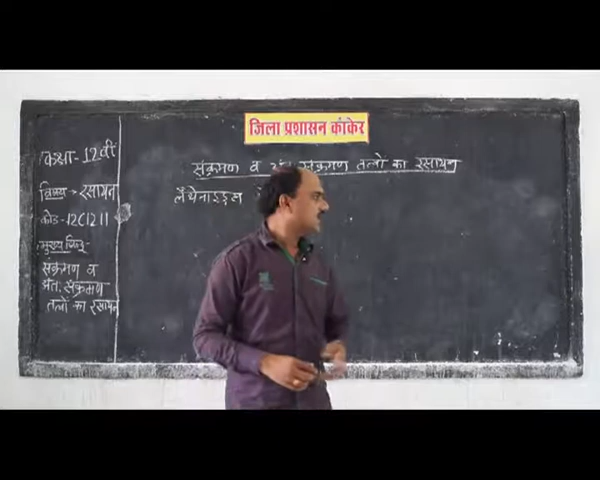 जिला प्रशासन कांकेर
कक्षा- 12वीं
विषय → रसायन
कोड- 12C1211
मुख्य बिन्दु-
संक्रमण व
अंत: संक्रमण
तत्वों का रसायन
संक्रमण व अंत: संक्रमण तत्वों का रसायन
लैंथेनाइड